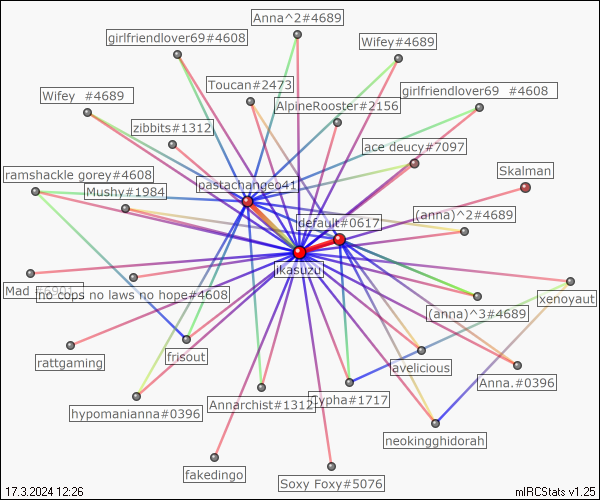 Anna^2#4689
girlfriendlover69#4608
Wifey#4689
Toucan#2473
girlfriendlover69 #4608
Wifey #4689
AlpineRooster#2156
zibbits#1312
ace deucy#7097
ramshackle gorey#4608
Skalman
Mushy#1984
pastachangeo41
(anna)^2#4689
default#0617
ikasuzu
Mad
no cops no laws no hope#4608
xenoyaut
(anna)^3#4689
rattgaming
frisout
avelicious
Anna.#0396
hypomanianna#0396
Annarchist#1312
Cypha#1717
neokingghidorah
fakedingo
Soxy Foxy#5076
17.3.2024 12:26
mIRCStats v1.25